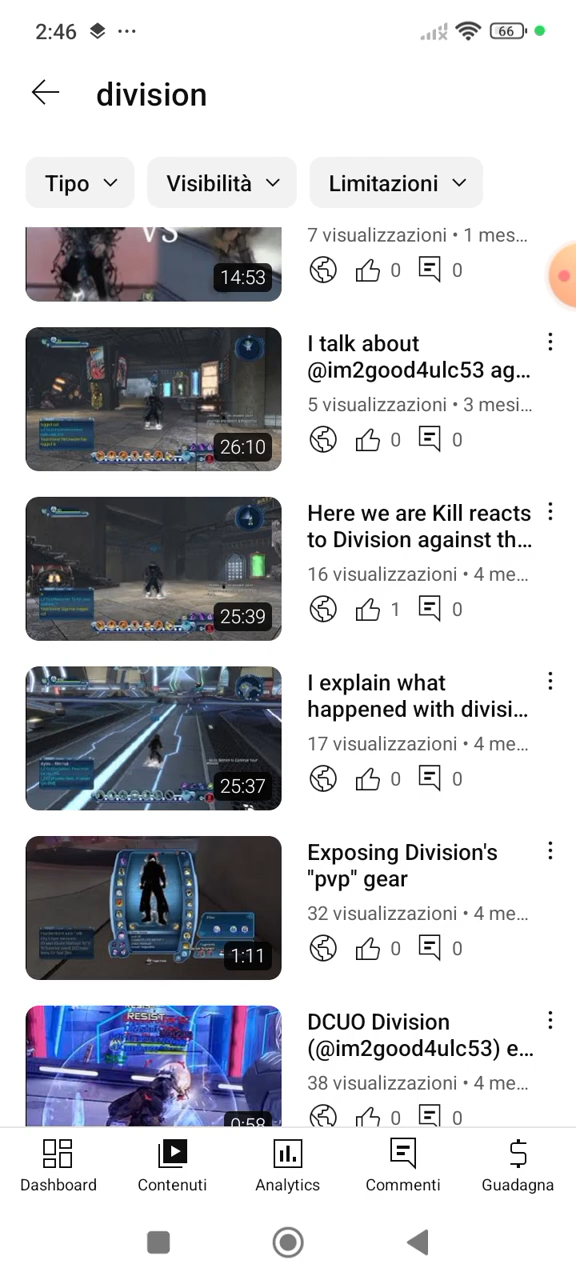 2:46
66
division
Tipo
Visibilità
Limitazioni
VS
14:53
7 visualizzazioni • 1 mes...
0
0
26:10
I talk about
@im2good4ulc53 ag...
5 visualizzazioni • 3 mesi...
0
0
25:39
Here we are Kill reacts
to Division against th...
16 visualizzazioni • 4 me...
1
0
25:37
I explain what
happened with divisi...
17 visualizzazioni • 4 me...
0
0
1:11
Exposing Division's
"pvp" gear
32 visualizzazioni • 4 me...
0
0
RESIST
0:58
DCUO Division
(@im2good4ulc53) e...
38 visualizzazioni • 4 me...
0
0
Dashboard
Contenuti
Analytics
Commenti
Guadagna